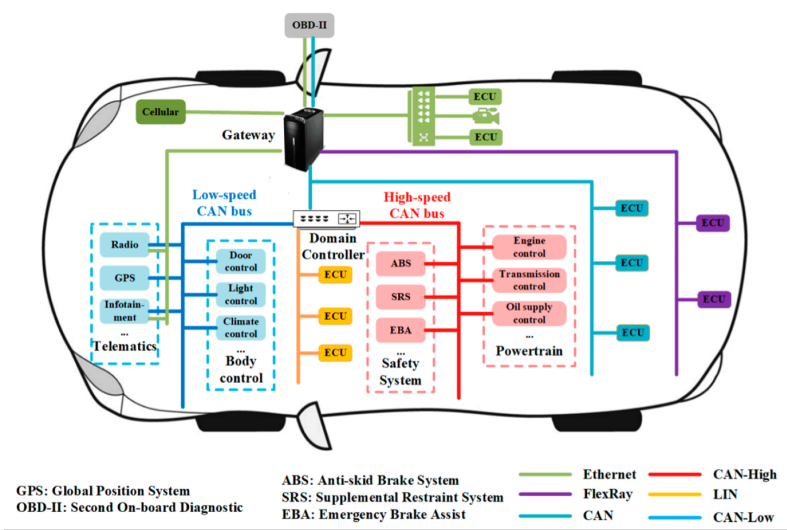 OBD-II
Cellular
Gateway
ECU
ECU
Low-speed
CAN bus
High-speed
CAN bus
Domain
Controller
Radio
GPS
Infotain-
ment
...
Telematics
Door
control
Light
control
Climate
control
...
Body
control
ECU
ECU
ECU
ABS
SRS
EBA
...
Safety
System
Engine
control
Transmission
control
Oil supply
control
...
Powertrain
ECU
ECU
ECU
ECU
ECU
GPS: Global Position System
OBD-II: Second On-board Diagnostic
ABS: Anti-skid Brake System
SRS: Supplemental Restraint System
EBA: Emergency Brake Assist
Ethernet
FlexRay
CAN
CAN-High
LIN
CAN-Low